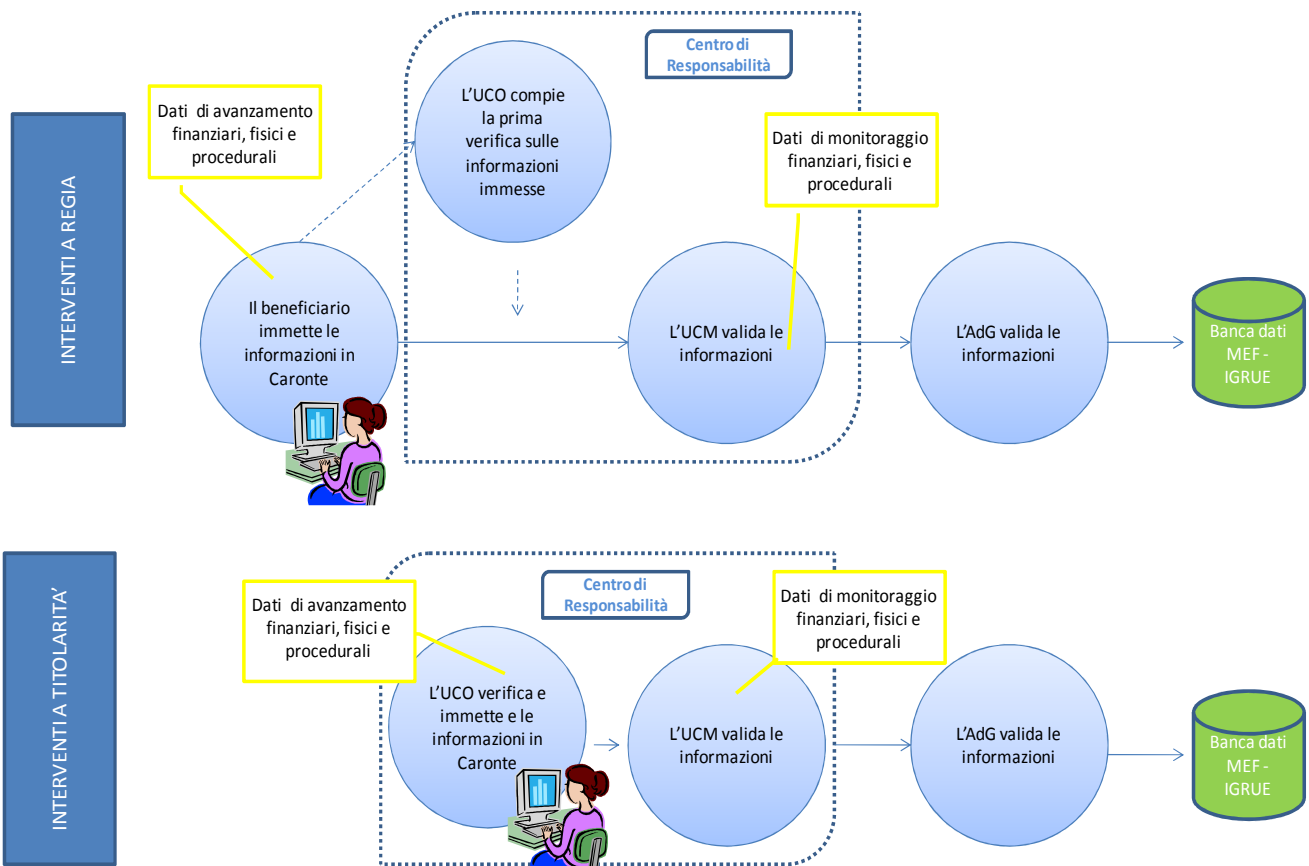 INTERVENTI A REGIA
Centro di
Responsabilità
Dati di avanzamento
finanziari, fisici e
procedurali
L’UCO compie
la prima
verifica sulle
informazioni
immesse
Dati di monitoraggio
finanziari, fisici e
procedurali
Il beneficiario
immette le
informazioni in
Caronte
L’UCM valida le
informazioni
L’AdG valida le
informazioni
Banca dati
MEF -
IGRUE
INTERVENTI A TITOLARITA’
Centro di
Responsabilità
Dati di avanzamento
finanziari, fisici e
procedurali
Dati di monitoraggio
finanziari, fisici e
procedurali
L’UCO verifica e
immette e le
informazioni in
Caronte
L’UCM valida le
informazioni
L’AdG valida le
informazioni
Banca dati
MEF -
IGRUE